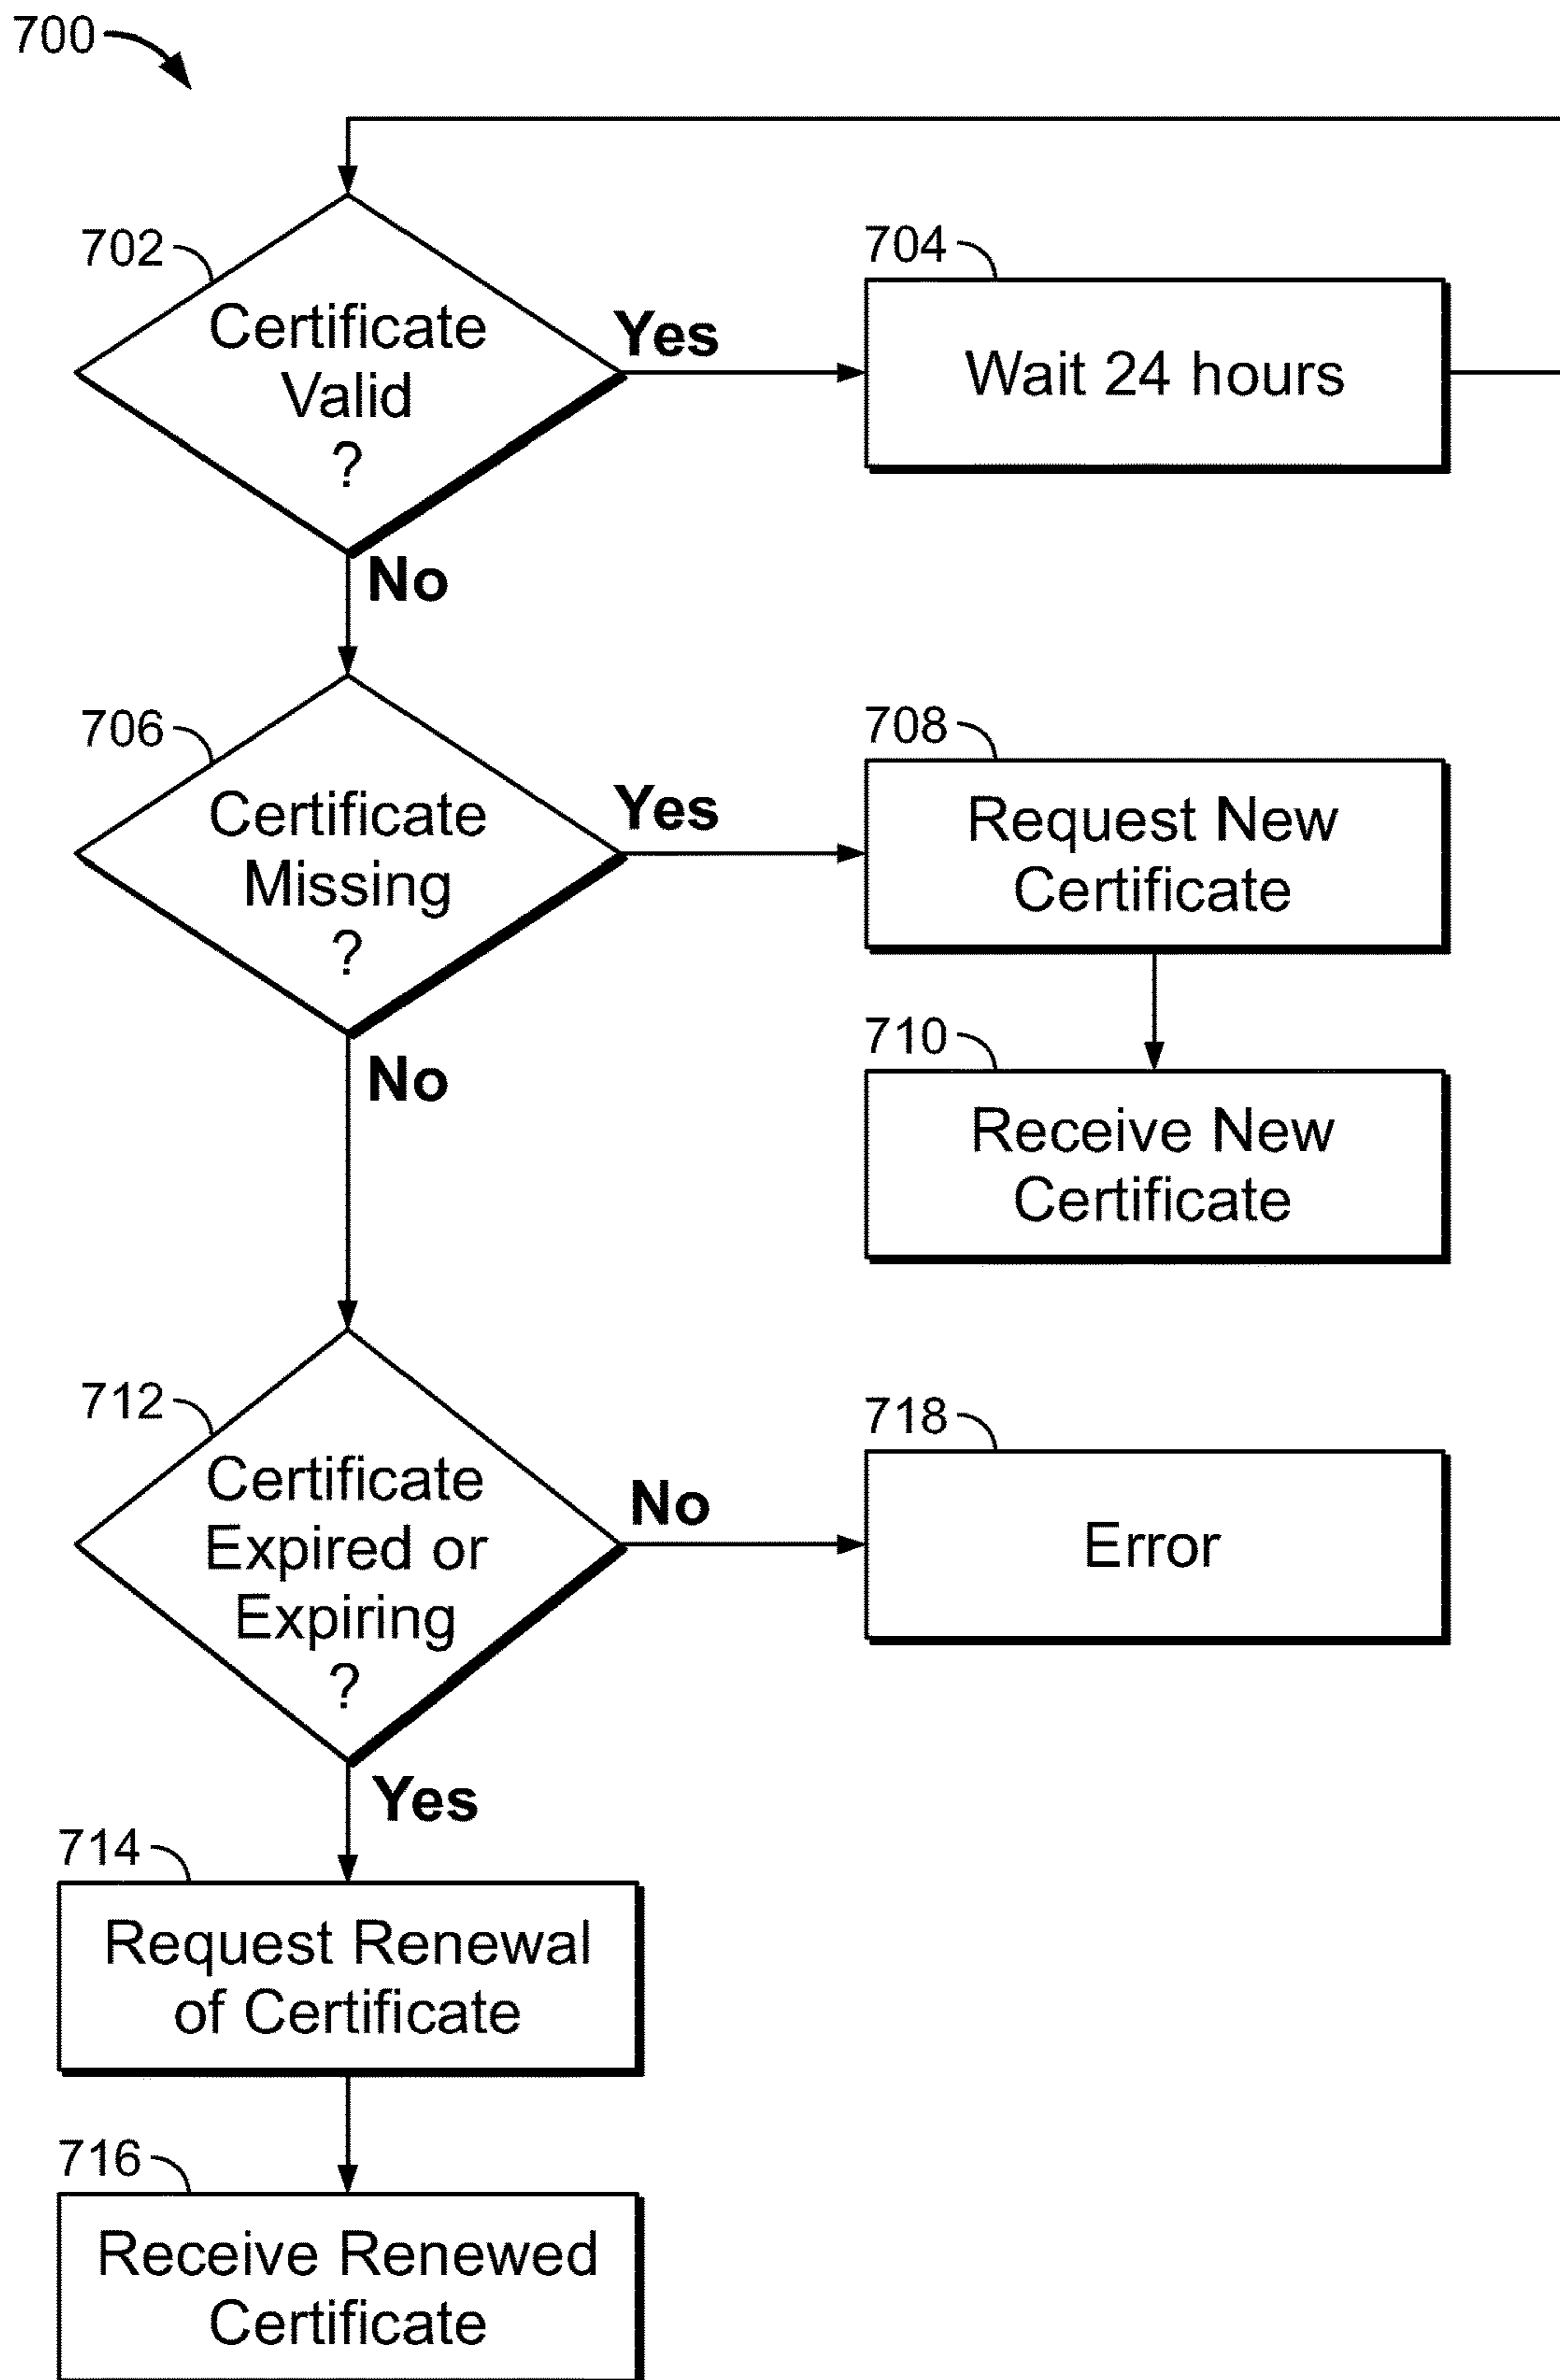 700
702
Certificate
Valid
?
Yes
704
Wait 24 hours
No
706
Certificate
Missing
?
Yes
708
Request New
Certificate
710
Receive New
Certificate
No
712
Certificate
Expired or
Expiring
?
No
718
Error
Yes
714
Request Renewal
of Certificate
716
Receive Renewed
Certificate